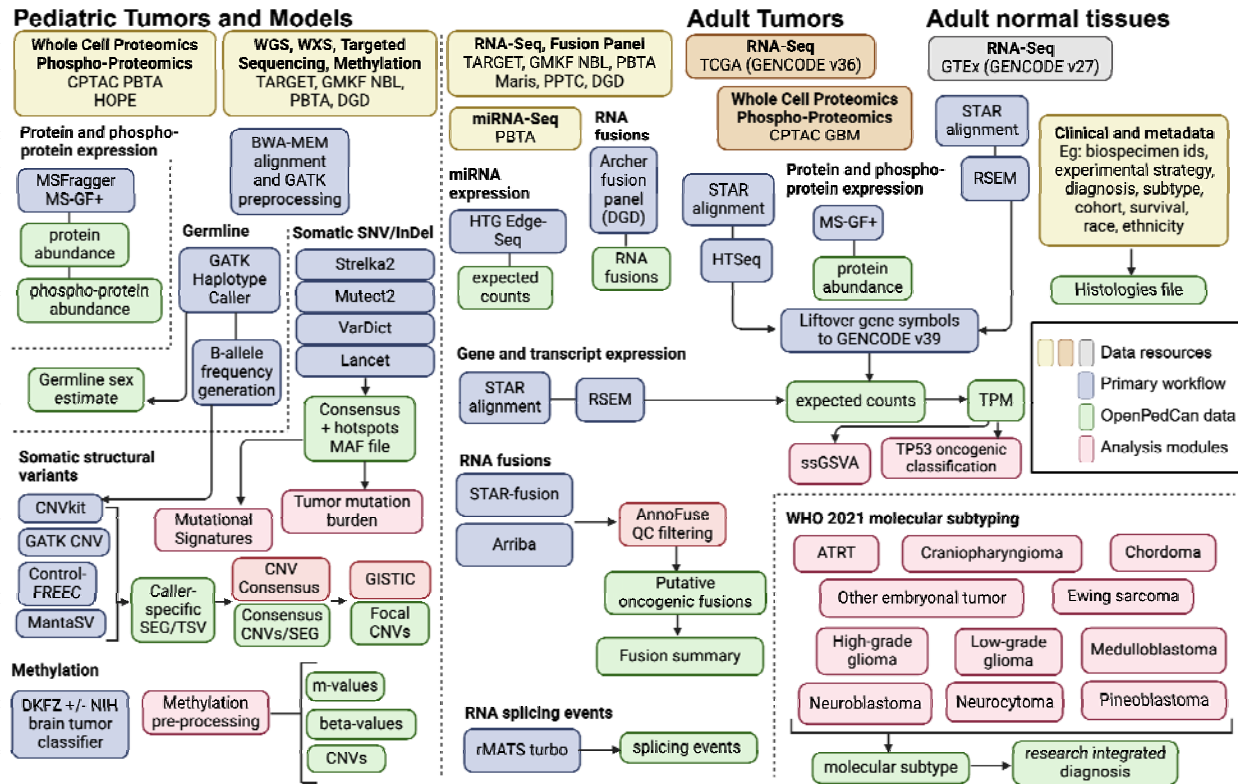 Pediatric Tumors and Models
Whole Cell Proteomics
Phospho-Proteomics
CPTAC PBTA
HOPE
WGS, WXS, Targeted
Sequencing, Methylation
TARGET, GMKF NBL,
PBTA, DGD
RNA-Seq, Fusion Panel
TARGET, GMKF NBL, PBTA
Maris, PPTC, DGD
miRNA-Seq
PBTA
Adult Tumors
RNA-Seq
TCGA (GENCODE v36)
Whole Cell Proteomics
Phospho-Proteomics
CPTAC GBM
Adult normal tissues
RNA-Seq
GTEx (GENCODE v27)
STAR
alignment
RSEM
Clinical and metadata
Eg: biospecimen ids,
experimental strategy,
diagnosis, subtype,
cohort, survival,
race, ethnicity
Histologies file
Protein and phospho-
protein expression
MSFragger
MS-GF+
protein
abundance
phospho-protein
abundance
BWA-MEM
alignment
and GATK
preprocessing
Germline
GATK
Haplotype
Caller
B-allele
frequency
generation
Germline sex
estimate
Somatic SNV/InDel
Strelka2
Mutect2
VarDict
Lancet
Consensus
+ hotspots
MAF file
Mutational
Signatures
Tumor mutation
burden
Somatic structural
variants
CNVkit
GATK CNV
Control-
FREEC
MantaSV
Caller-
specific
SEG/TSV
CNV
Consensus
Consensus
CNVs/SEG
GISTIC
Focal
CNVs
Methylation
DKFZ +/- NIH
brain tumor
classifier
Methylation
pre-processing
m-values
beta-values
CNVs
miRNA
expression
HTG Edge-
Seq
expected
counts
RNA
fusions
Archer
fusion
panel
(DGD)
RNA
fusions
STAR
alignment
HTSeq
Protein and phospho-
protein expression
MS-GF+
protein
abundance
Liftover gene symbols
to GENCODE v39
Gene and transcript expression
STAR
alignment
RSEM
expected counts
TPM
ssGSVA
TP53 oncogenic
classification
RNA fusions
STAR-fusion
Arriba
AnnoFuse
QC filtering
Putative
oncogenic fusions
Fusion summary
RNA splicing events
rMATS turbo
splicing events
Data resources
Primary workflow
OpenPedCan data
Analysis modules
WHO 2021 molecular subtyping
ATRT
Craniopharyngioma
Chordoma
Other embryonal tumor
Ewing sarcoma
High-grade
glioma
Low-grade
glioma
Medulloblastoma
Neuroblastoma
Neurocytoma
Pineoblastoma
molecular subtype
research integrated
diagnosis